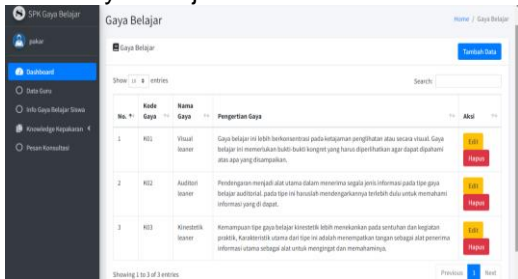 SPK Gaya Belajar
Gaya Belajar
Home / Gaya Belajar
pakar
Gaya Belajar
Tambah Data
Dashboard
Data Guru
Info Gaya Belajar Siswa
Knowledge Kepakaran
Pesan Konsultasi
Show 10 entries
Search:
No. Kode Gaya Nama Gaya Pengertian Gaya Aksi
1 K01 Visual leaner
Gaya belajar ini lebih berkonsentrasi pada ketajaman penglihatan atau secara visual. Gaya
belajar ini memerlukan bukti-bukti kongret yang harus diperlihatkan agar dapat dipahami
atas apa yang disampaikan.
Edit
Hapus
2 K02 Auditori leaner
Pendengaran menjadi alat utama dalam menerima segala jenis informasi pada tipe gaya
belajar auditorial. pada tipe ini haruslah mendengarkannya terlebih dulu untuk memahami
informasi yang di dapat.
Edit
Hapus
3 K03 Kinestetik leaner
Kemampuan tipe gaya belajar kinestetik lebih menekankan pada sentuhan dan kegiatan
praktik, Karakteristik utama dari tipe ini adalah menempatkan tangan sebagai alat penerima
informasi utama sebagai alat untuk mengingat dan memahaminya.
Edit
Hapus
Showing 1 to 3 of 3 entries
Previous 1 Next